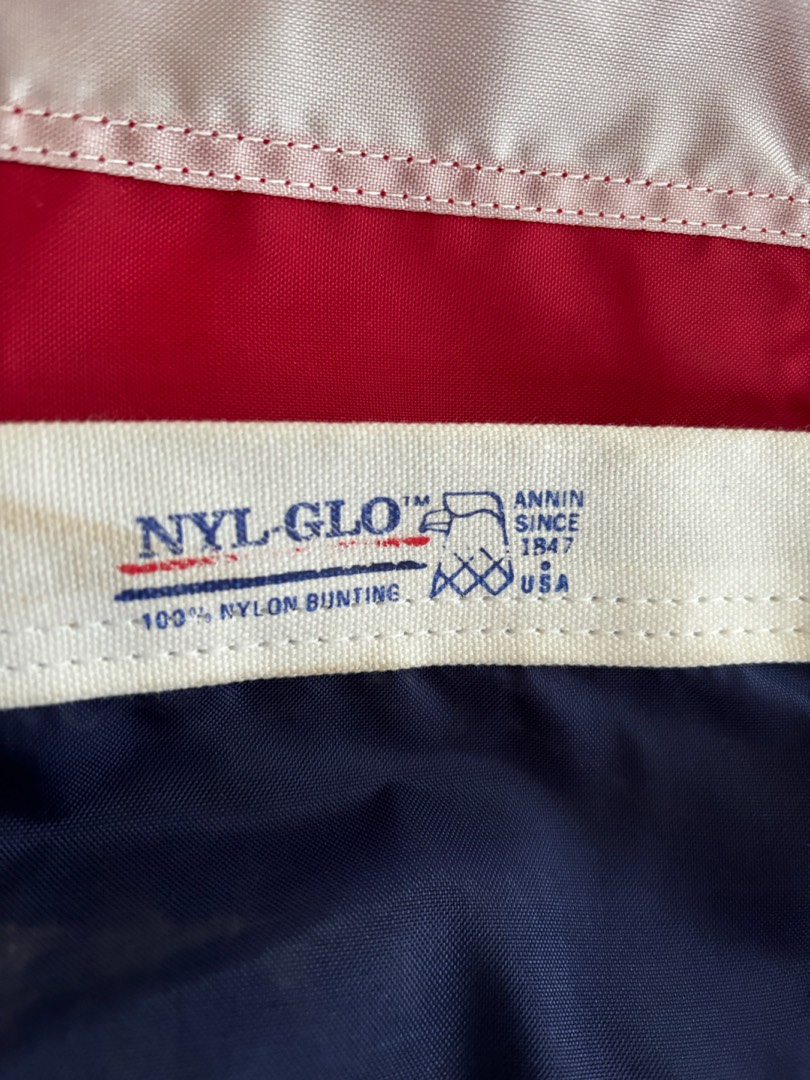 NYL-GLO™
100% NYLON BUNTING
ANNIN
SINCE
1847
USA